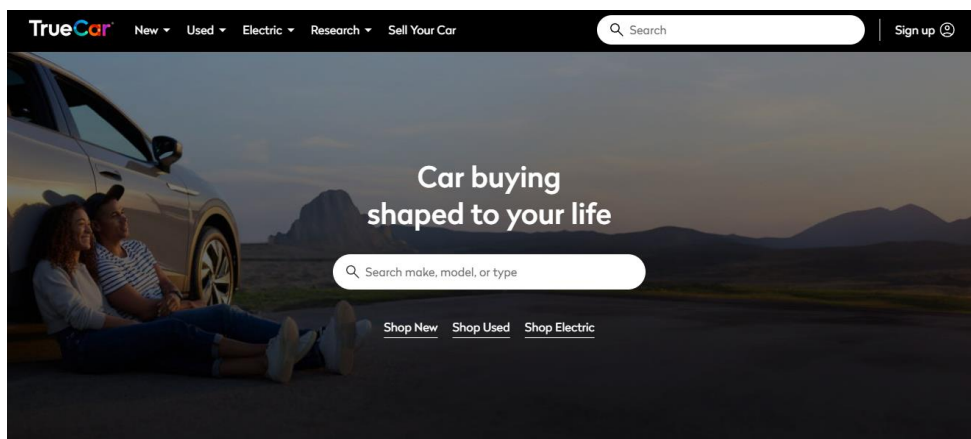 TrueCar New Used Electric Research Sell Your Car Search Sign up
Car buying
shaped to your life
Search make, model, or type
Shop New Shop Used Shop Electric